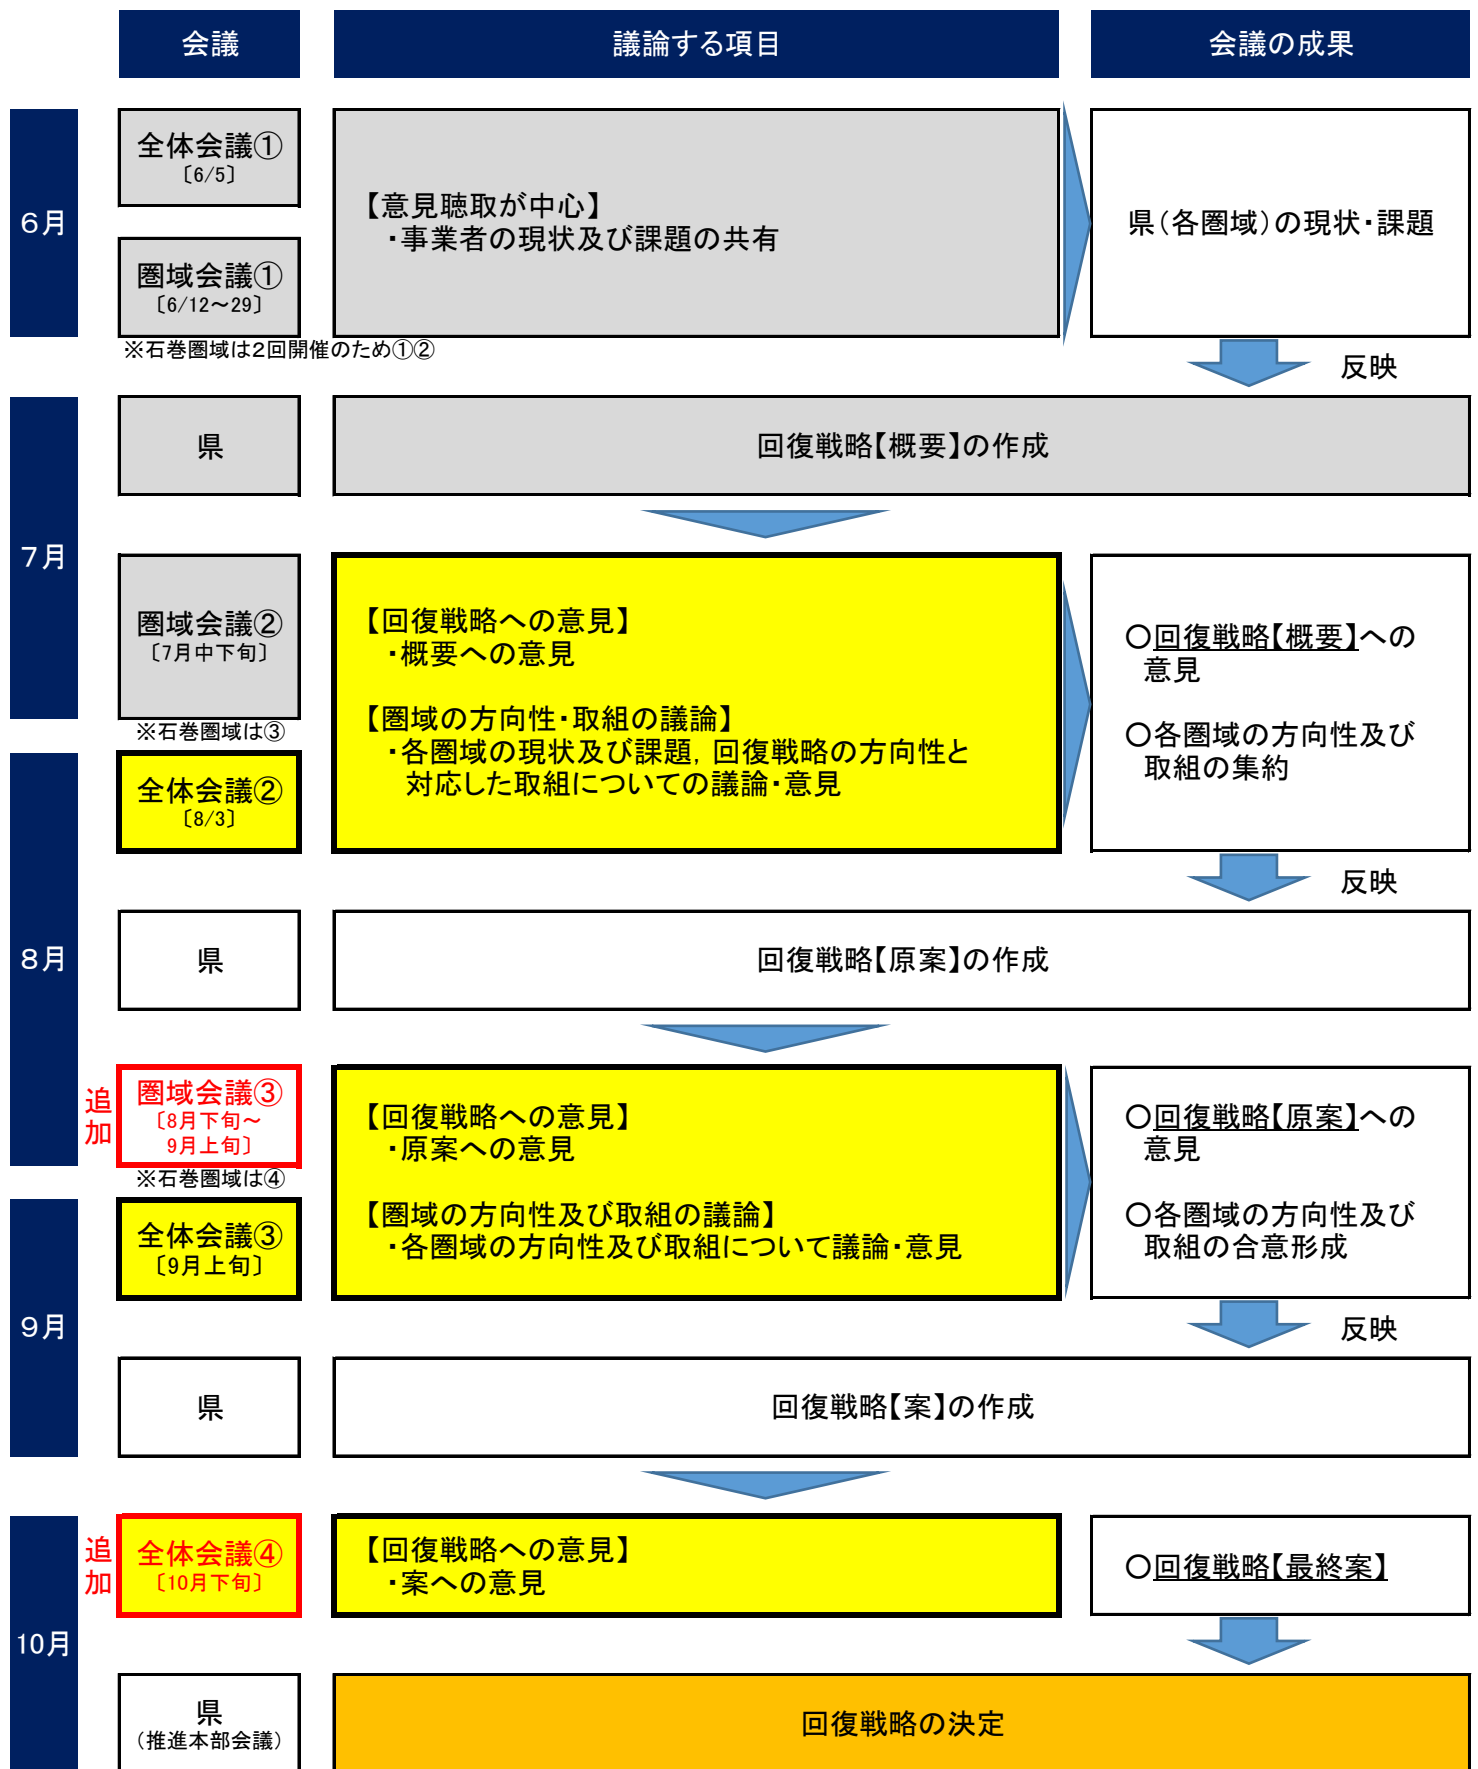 会議
議論する項目
会議の成果
６月
全体会議①
〔6/5〕
圏域会議①
〔6/12～29〕
※石巻圏域は２回開催のため①②
【意見聴取が中心】
・事業者の現状及び課題の共有
県（各圏域）の現状・課題
反映
７月
県
回復戦略【概要】の作成
圏域会議②
〔7月中下旬〕
※石巻圏域は③
【回復戦略への意見】
・概要への意見
【圏域の方向性・取組の議論】
・各圏域の現状及び課題，回復戦略の方向性と
対応した取組についての議論・意見
〇回復戦略【概要】への
意見
〇各圏域の方向性及び
取組の集約
８月
全体会議②
〔8/3〕
反映
県
回復戦略【原案】の作成
追
加
圏域会議③
〔8月下旬～
9月上旬〕
※石巻圏域は④
【回復戦略への意見】
・原案への意見
【圏域の方向性及び取組の議論】
・各圏域の方向性及び取組について議論・意見
〇回復戦略【原案】への
意見
〇各圏域の方向性及び
取組の合意形成
９月
全体会議③
〔9月上旬〕
反映
県
回復戦略【案】の作成
10月
追
加
全体会議④
〔10月下旬〕
【回復戦略への意見】
・案への意見
〇回復戦略【最終案】
県
（推進本部会議）
回復戦略の決定